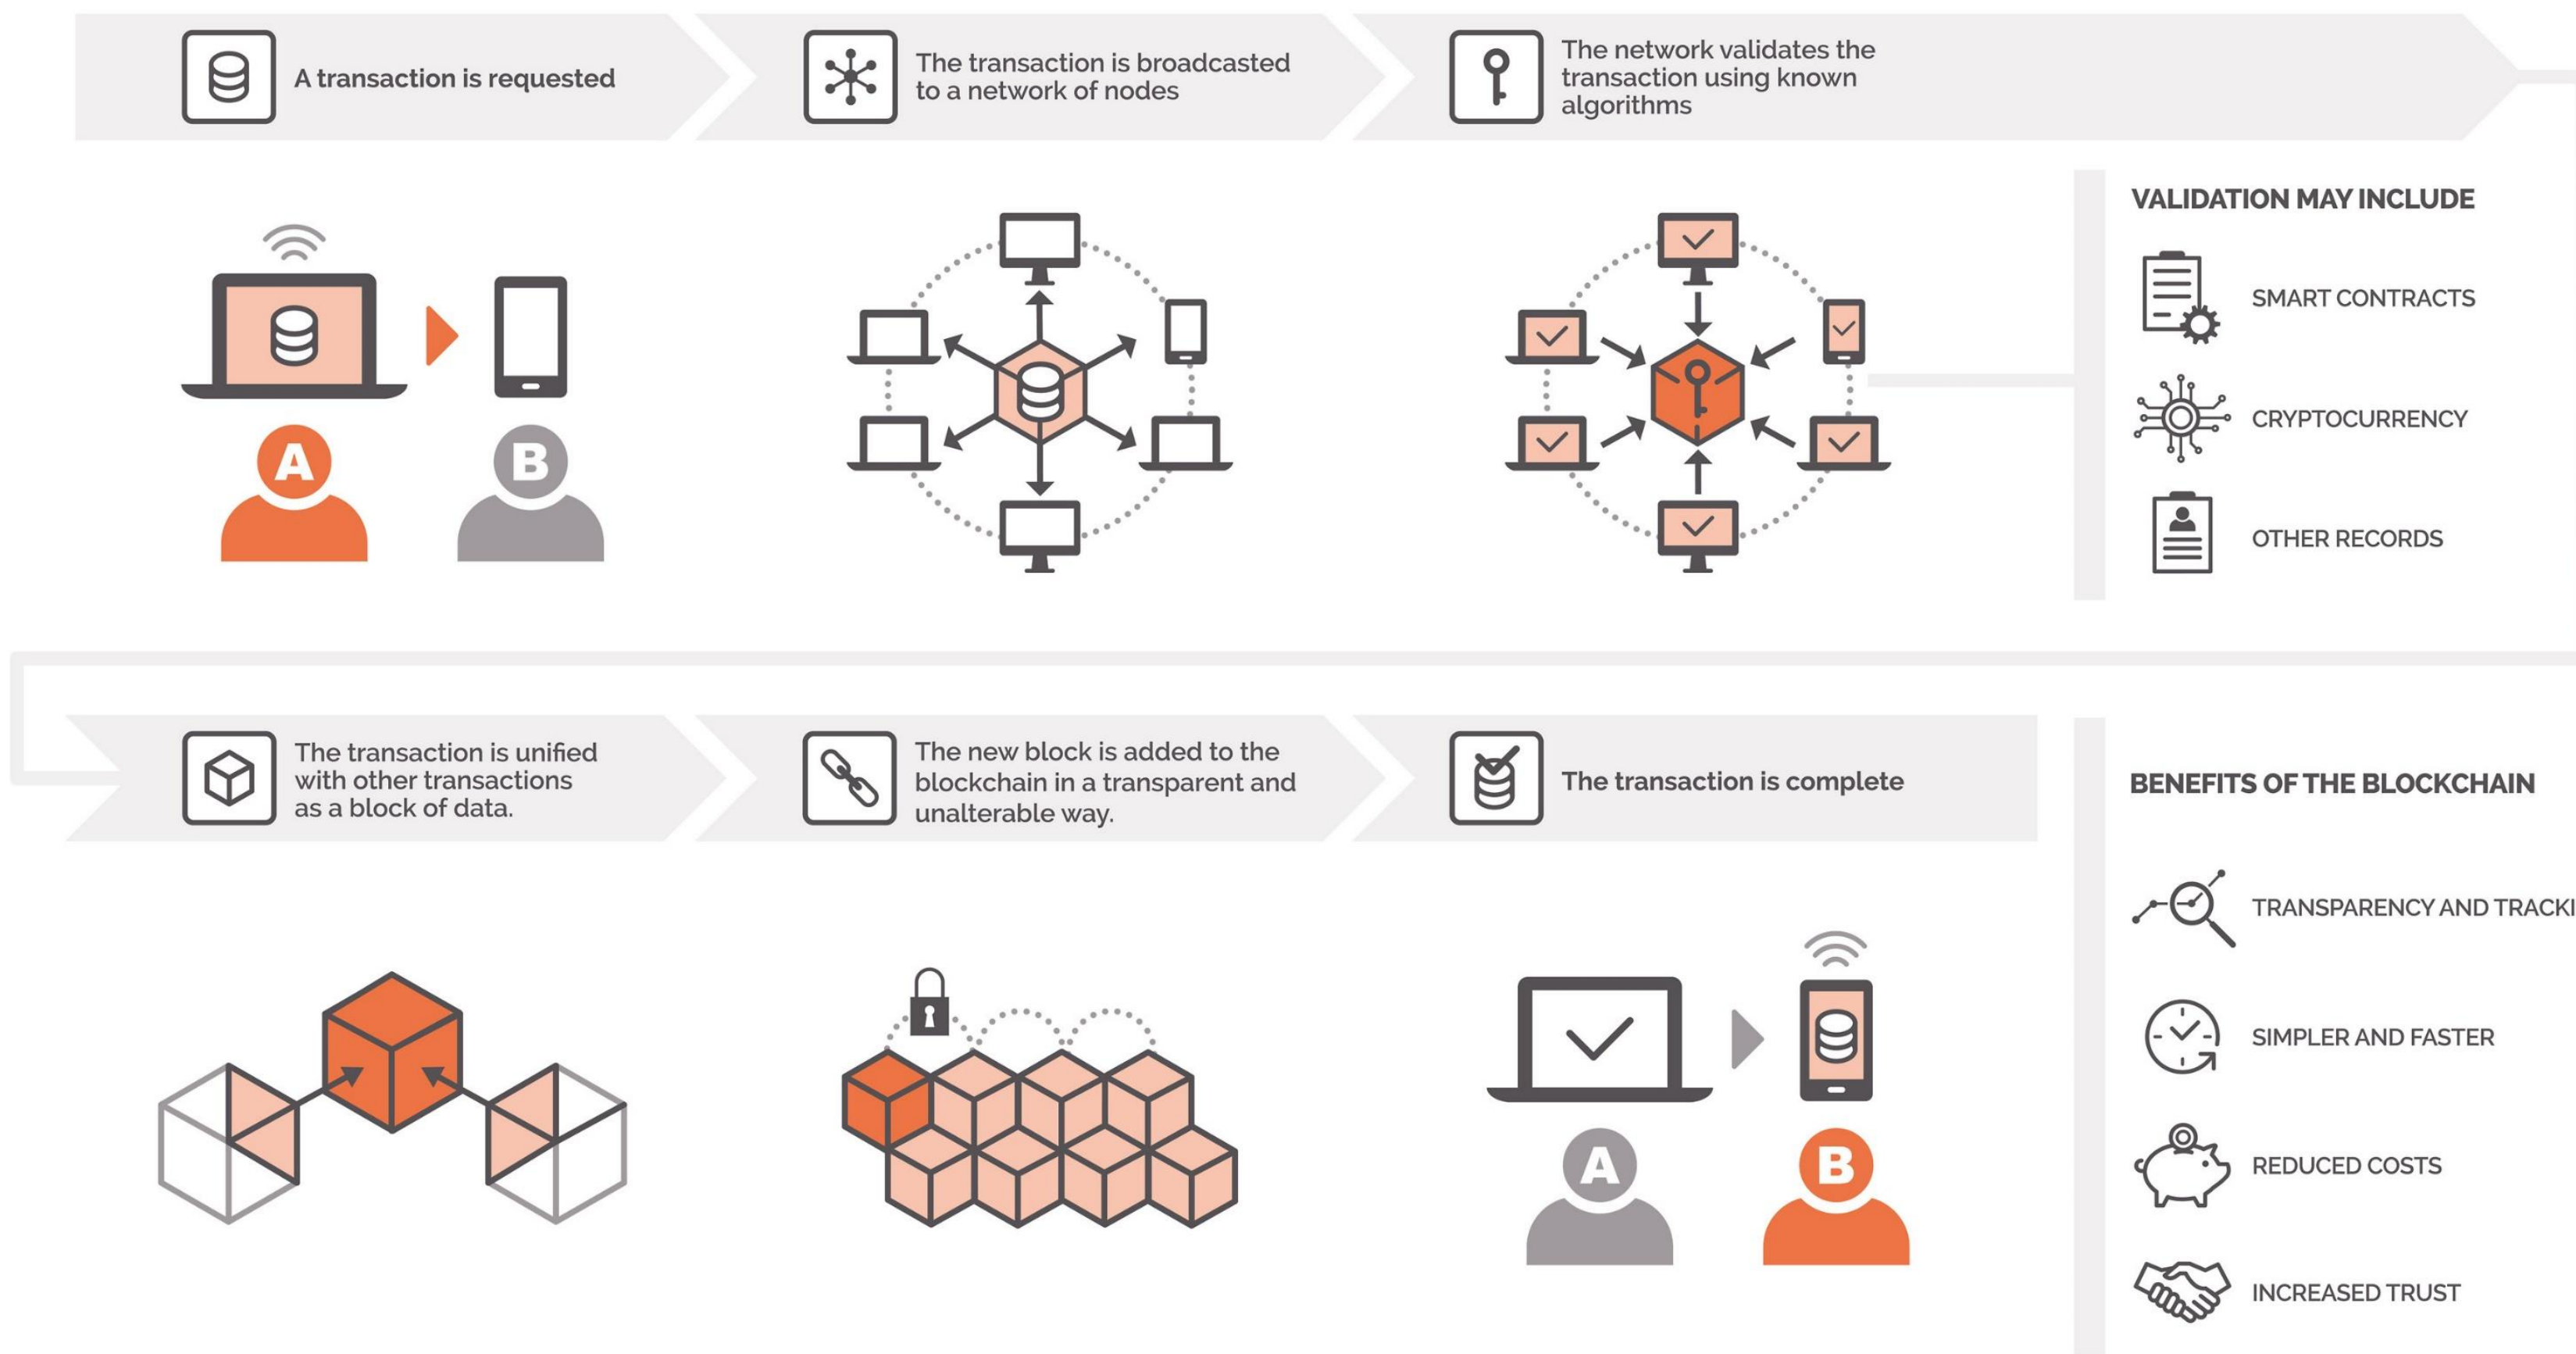 A transaction is requested
The transaction is broadcasted
to a network of nodes
The network validates the
transaction using known
algorithms
VALIDATION MAY INCLUDE
SMART CONTRACTS
CRYPTOCURRENCY
OTHER RECORDS
A
B
The transaction is unified
with other transactions
as a block of data.
The new block is added to the
blockchain in a transparent and
unalterable way.
The transaction is complete
BENEFITS OF THE BLOCKCHAIN
TRANSPARENCY AND TRACKI
SIMPLER AND FASTER
REDUCED COSTS
INCREASED TRUST
A
B